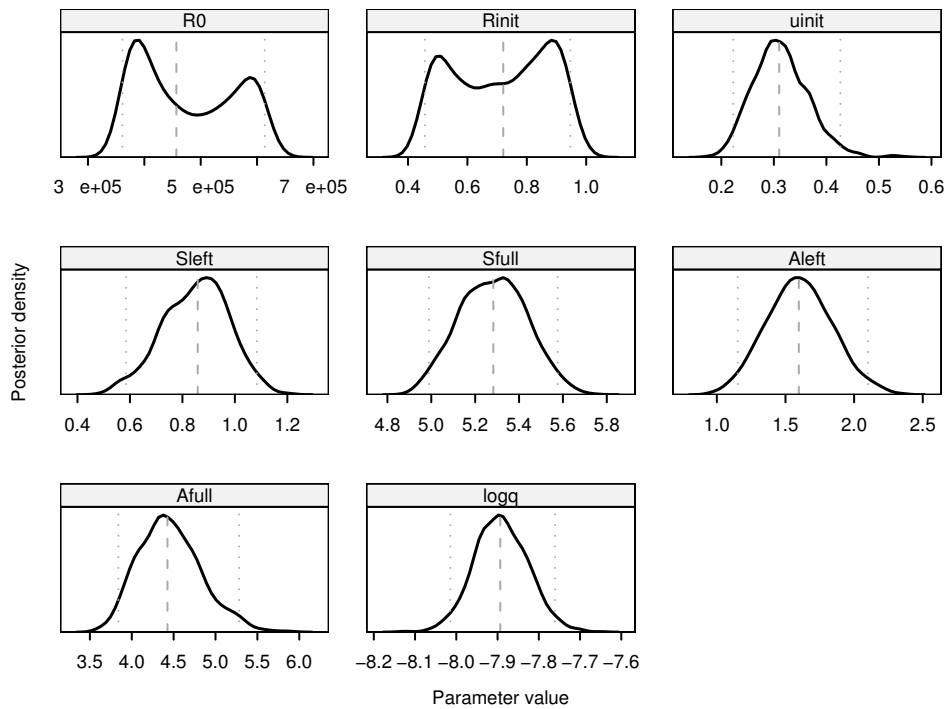 R0 Rinit uinit
3 e+05 5 e+05 7 e+05 0.4 0.6 0.8 1.0 0.2 0.3 0.4 0.5 0.6
Sleft Sfull Aleft
0.4 0.6 0.8 1.0 1.2 4.8 5.0 5.2 5.4 5.6 5.8 1.0 1.5 2.0 2.5
Posterior density
Afull logq
3.5 4.0 4.5 5.0 5.5 6.0 −8.2 −8.1 −8.0 −7.9 −7.8 −7.7 −7.6
Parameter value